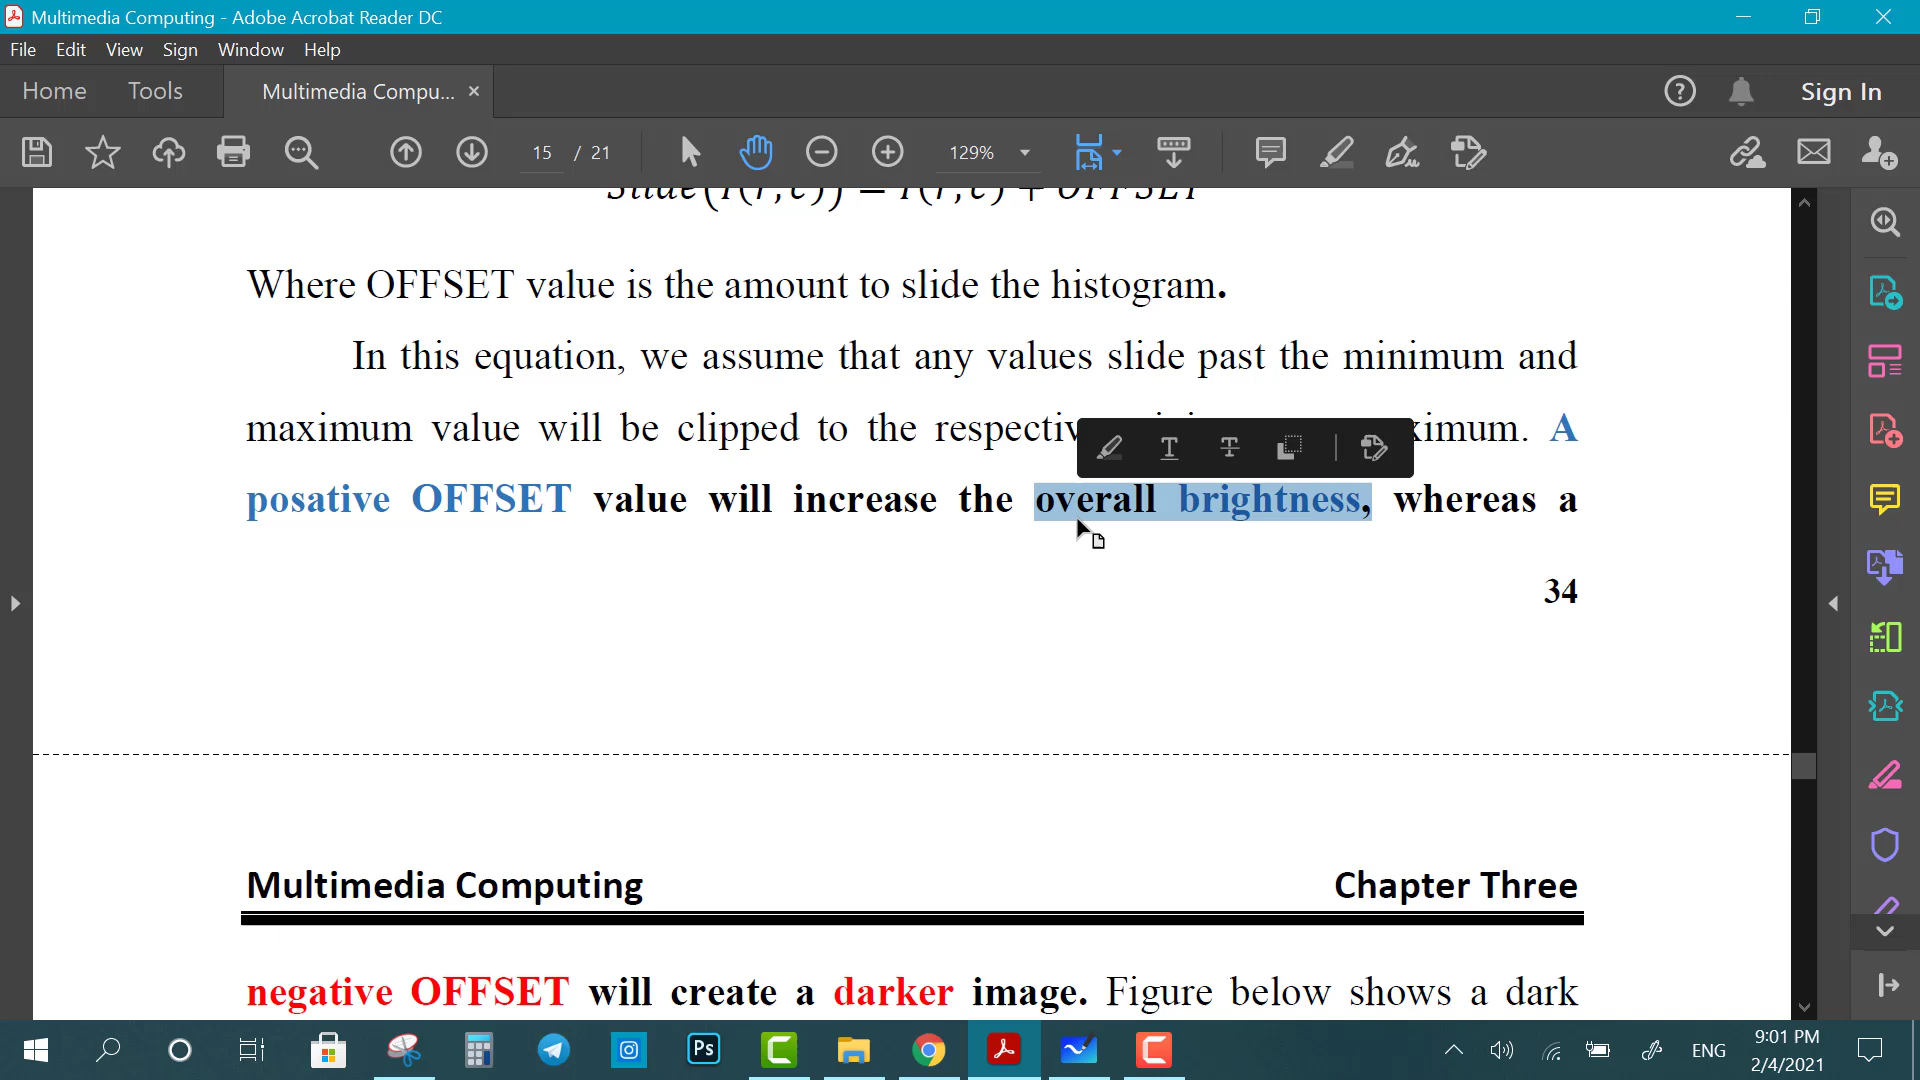 Multimedia Computing - Adobe Acrobat Reader DC
File Edit View Sign Window Help
Home Tools Multimedia Compu... × Sign In
15 / 21 129%
Slide(I(r,c)) = I(r,c) + OFFSET
Where OFFSET value is the amount to slide the histogram.
In this equation, we assume that any values slide past the minimum and
maximum value will be clipped to the respectiv ximum. A
posative OFFSET value will increase the overall brightness, whereas a
34
Multimedia Computing Chapter Three
negative OFFSET will create a darker image. Figure below shows a dark
Ps
ENG
9:01 PM
2/4/2021